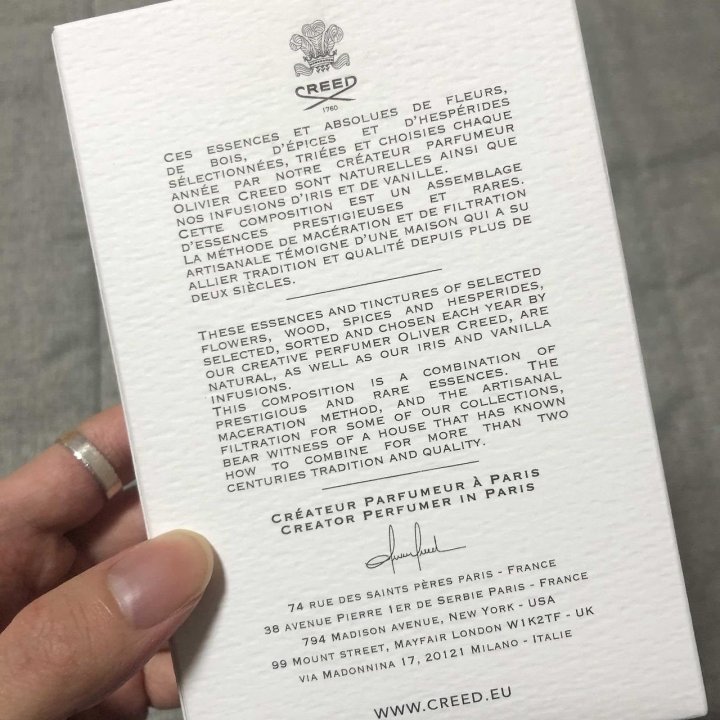 CREED
1760
CES ESSENCES ET ABSOLUES DE FLEURS,
DE BOIS, D'ÉPICES ET D'HESPÉRIDES
SÉLECTIONNÉES, TRIÉES ET CHOISIES CHAQUE
ANNÉE PAR NOTRE CRÉATEUR PARFUMEUR
OLIVIER CREED SONT NATURELLES AINSI QUE
NOS INFUSIONS D'IRIS ET DE VANILLE.
CETTE COMPOSITION EST UN ASSEMBLAGE
D'ESSENCES PRESTIGIEUSES ET RARES.
LA MÉTHODE DE MACÉRATION ET DE FILTRATION
ARTISANALE TÉMOIGNE D'UNE MAISON QUI A SU
ALLIER TRADITION ET QUALITÉ DEPUIS PLUS DE
DEUX SIÈCLES.
THESE ESSENCES AND TINCTURES OF SELECTED
FLOWERS, WOOD, SPICES AND HESPERIDES,
SELECTED, SORTED AND CHOSEN EACH YEAR BY
OUR CREATIVE PERFUMER OLIVER CREED, ARE
NATURAL, AS WELL AS OUR IRIS AND VANILLA
INFUSIONS.
THIS COMPOSITION IS A COMBINATION OF
PRESTIGIOUS AND RARE ESSENCES. THE
MACERATION METHOD, AND THE ARTISANAL
FILTRATION FOR SOME OF OUR COLLECTIONS,
BEAR WITNESS OF A HOUSE THAT HAS KNOWN
HOW TO COMBINE FOR MORE THAN TWO
CENTURIES TRADITION AND QUALITY.
CRÉATEUR PARFUMEUR À PARIS
CREATOR PERFUMER IN PARIS
74 RUE DES SAINTS PÈRES PARIS - FRANCE
38 AVENUE PIERRE 1ER DE SERBIE PARIS - FRANCE
794 MADISON AVENUE, NEW YORK - USA
99 MOUNT STREET, MAYFAIR LONDON W1K2TF - UK
VIA MADONNINA 17, 20121 MILANO - ITALIE
WWW.CREED.EU